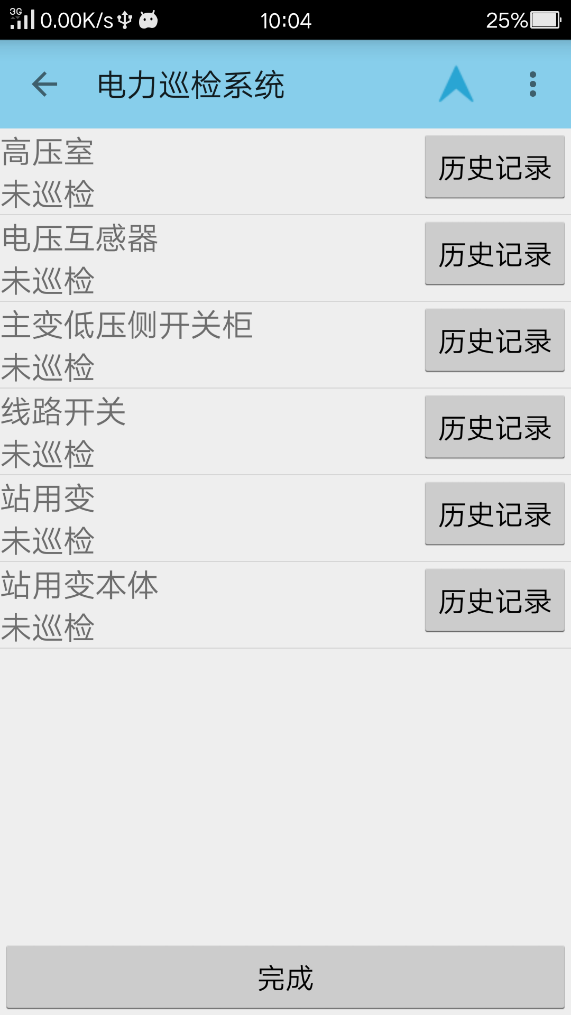 3G 0.00K/s 10:04 25%
电力巡检系统
高压室
历史记录
未巡检
电压互感器
历史记录
未巡检
主变低压侧开关柜
历史记录
未巡检
线路开关
历史记录
未巡检
站用变
历史记录
未巡检
站用变本体
历史记录
未巡检
完成